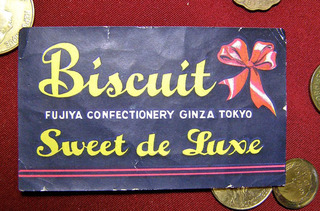 Biscuit
FUJIYA CONFECTIONERY GINZA TOKYO
Sweet de Luxe